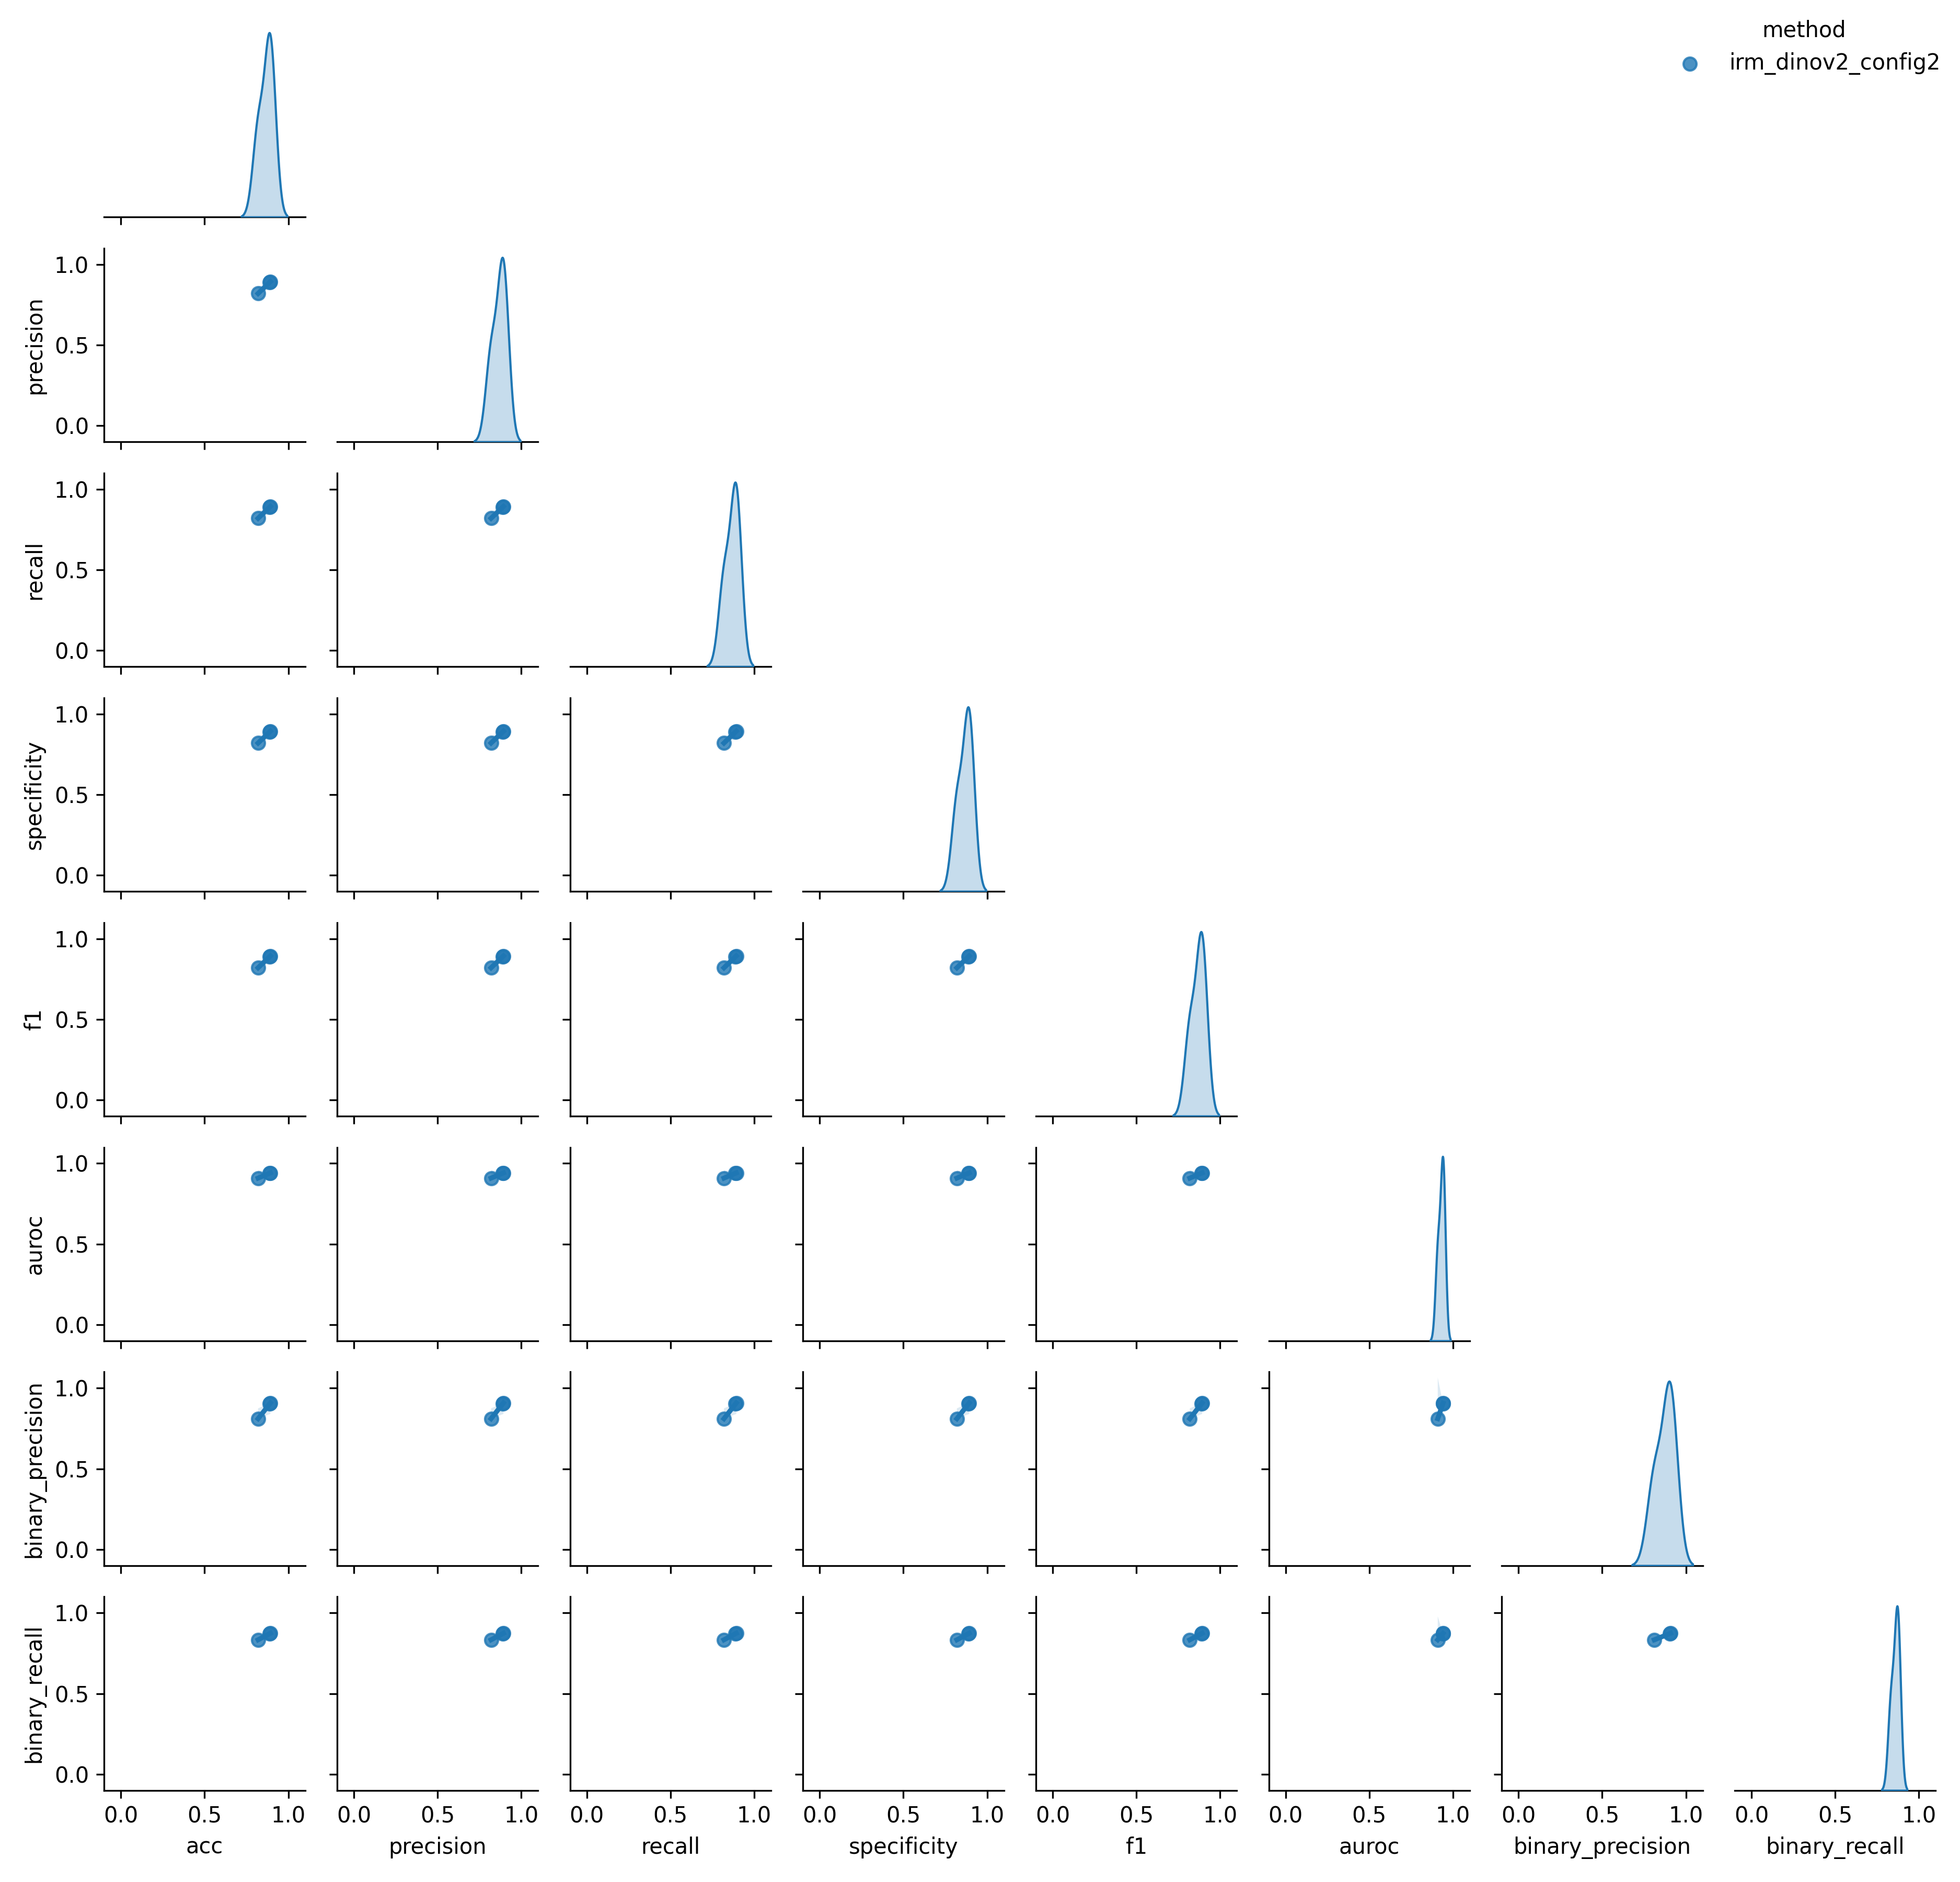 method
irm_dinov2_config2
1.0
0.5
0.0
precision
1.0
0.5
0.0
recall
1.0
0.5
0.0
specificity
1.0
0.5
0.0
f1
1.0
0.5
0.0
auroc
1.0
0.5
0.0
binary_precision
1.0
0.5
0.0
binary_recall
0.0 0.5 1.0 0.0 0.5 1.0 0.0 0.5 1.0 0.0 0.5 1.0 0.0 0.5 1.0 0.0 0.5 1.0 0.0 0.5 1.0 0.0 0.5 1.0
acc precision recall specificity f1 auroc binary_precision binary_recall